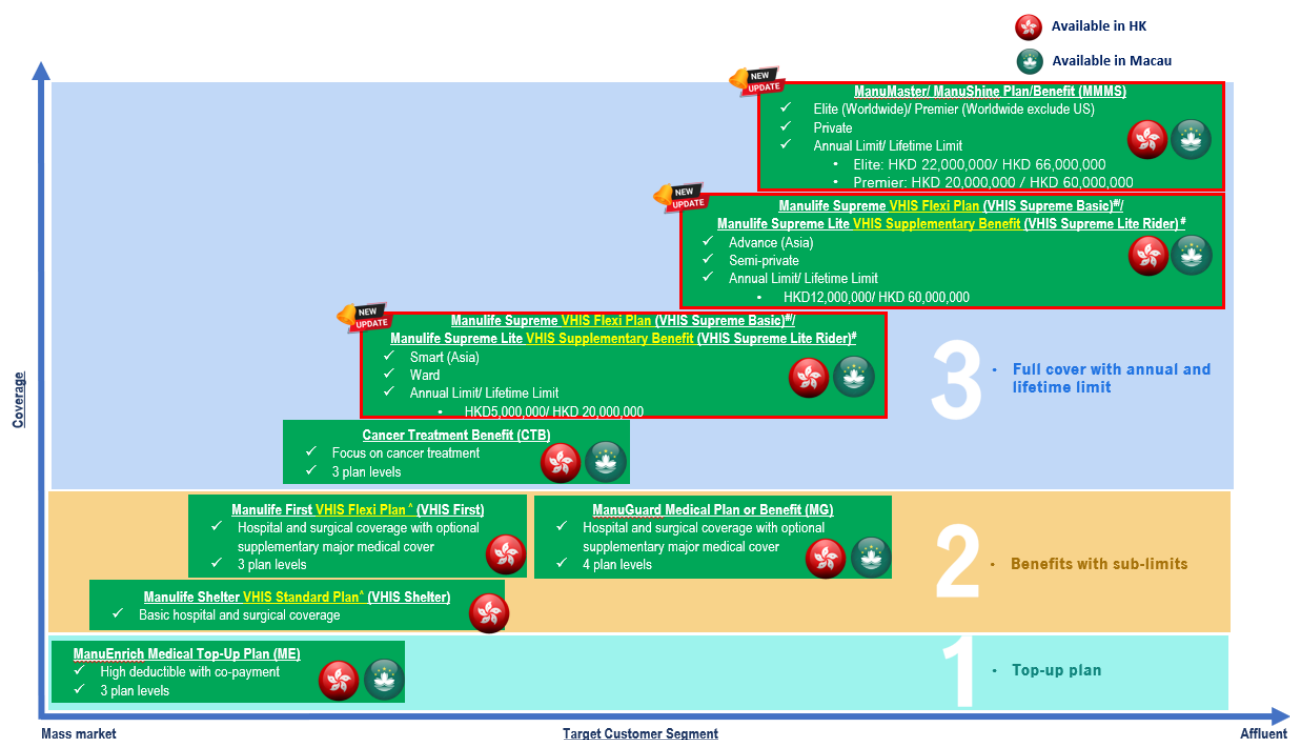 Available in HK
Available in Macau
NEW
UPDATE
ManuMaster/ ManuShine Plan/Benefit (MMMS)
✓ Elite (Worldwide)/ Premier (Worldwide exclude US)
✓ Private
✓ Annual Limit/ Lifetime Limit
• Elite: HKD 22,000,000/ HKD 66,000,000
• Premier: HKD 20,000,000 / HKD 60,000,000
NEW
UPDATE
Manulife Supreme VHIS Flexi Plan (VHIS Supreme Basic)#/
Manulife Supreme Lite VHIS Supplementary Benefit (VHIS Supreme Lite Rider) #
✓ Advance (Asia)
✓ Semi-private
✓ Annual Limit/ Lifetime Limit
• HKD12,000,000/ HKD 60,000,000
NEW
UPDATE
Manulife Supreme VHIS Flexi Plan (VHIS Supreme Basic)#/
Manulife Supreme Lite VHIS Supplementary Benefit (VHIS Supreme Lite Rider)#
✓ Smart (Asia)
✓ Ward
✓ Annual Limit/ Lifetime Limit
• HKD5,000,000/ HKD 20,000,000
3
• Full cover with annual and
lifetime limit
Coverage
Cancer Treatment Benefit (CTB)
✓ Focus on cancer treatment
✓ 3 plan levels
Manulife First VHIS Flexi Plan ^ (VHIS First)
✓ Hospital and surgical coverage with optional
supplementary major medical cover
✓ 3 plan levels
ManuGuard Medical Plan or Benefit (MG)
✓ Hospital and surgical coverage with optional
supplementary major medical cover
✓ 4 plan levels
2
• Benefits with sub-limits
Manulife Shelter VHIS Standard Plan^ (VHIS Shelter)
✓ Basic hospital and surgical coverage
ManuEnrich Medical Top-Up Plan (ME)
✓ High deductible with co-payment
✓ 3 plan levels
1
• Top-up plan
Mass market
Target Customer Segment
Affluent